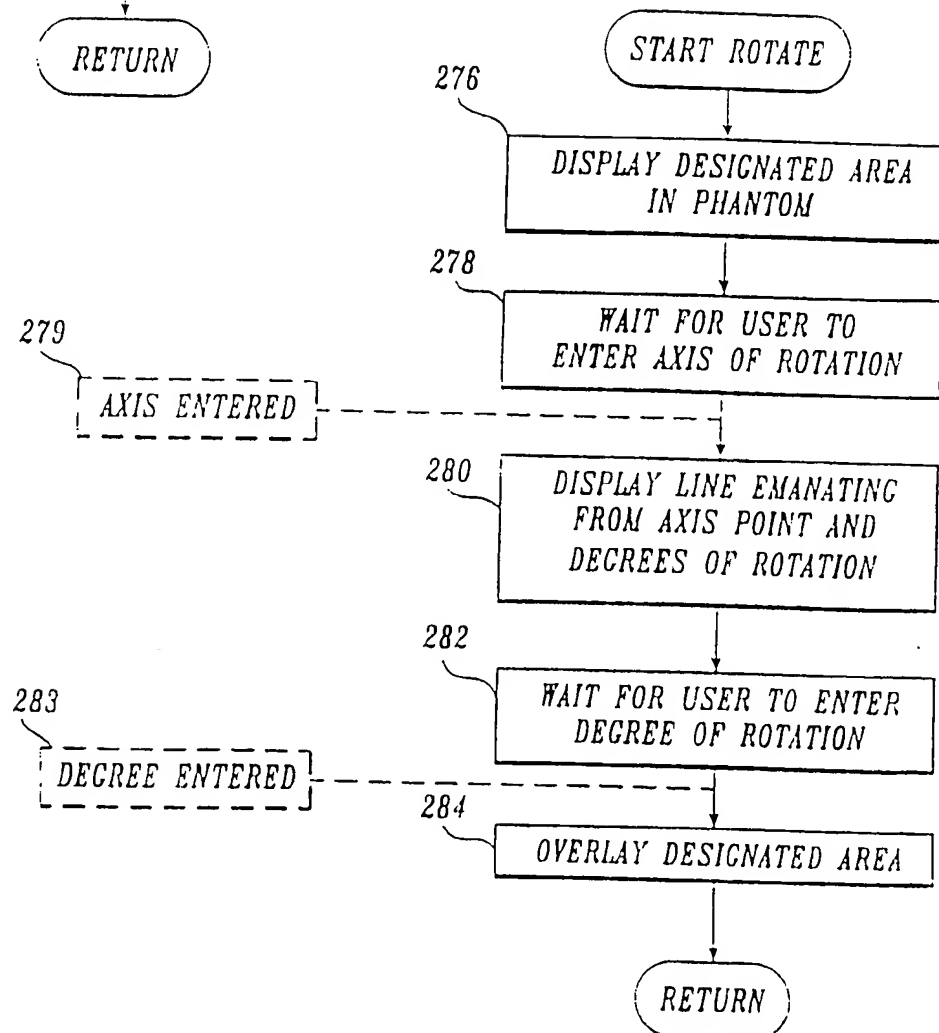 RETURN
START ROTATE
276
DISPLAY DESIGNATED AREA
IN PHANTOM
278
WAIT FOR USER TO
ENTER AXIS OF ROTATION
279
AXIS ENTERED
280
DISPLAY LINE EMANATING
FROM AXIS POINT AND
DEGREES OF ROTATION
282
WAIT FOR USER TO ENTER
DEGREE OF ROTATION
283
DEGREE ENTERED
284
OVERLAY DESIGNATED AREA
RETURN